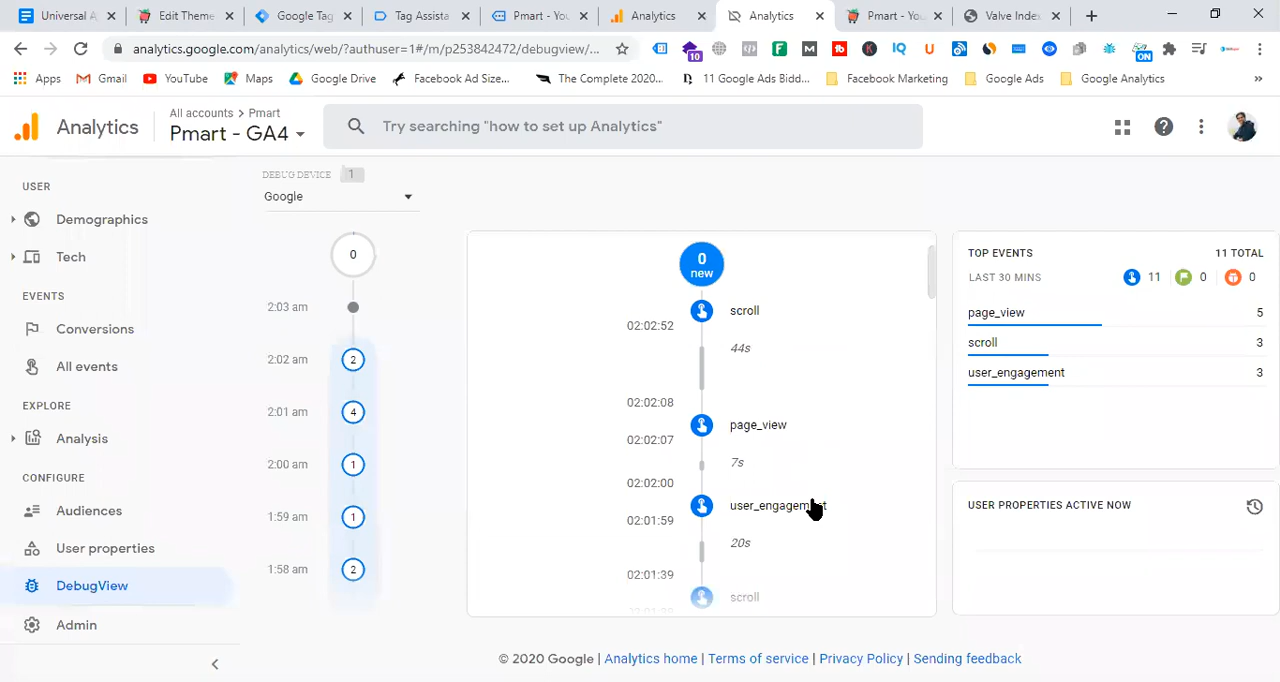 Universal A
Edit Theme
Google Tag
Tag Assista
Pmart - You
Analytics
Analytics
Pmart - You
Valve Index
analytics.google.com/analytics/web/?authuser=1#/m/p253842472/debugview/...
10
ON
Apps
Gmail
YouTube
Maps
Google Drive
Facebook Ad Size...
The Complete 2020...
11 Google Ads Bidd...
Facebook Marketing
Google Ads
Google Analytics
»
Analytics
All accounts > Pmart
Pmart - GA4
Try searching "how to set up Analytics"
USER
Demographics
Tech
EVENTS
Conversions
All events
EXPLORE
Analysis
CONFIGURE
Audiences
User properties
DebugView
Admin
DEBUG DEVICE 1
Google
0
2:03 am
2:02 am 2
2:01 am 4
2:00 am 1
1:59 am 1
1:58 am 2
0
new
scroll
02:02:52
44s
02:02:08
page_view
02:02:07
7s
02:02:00
user_engagement
02:01:59
20s
02:01:39
scroll
TOP EVENTS 11 TOTAL
LAST 30 MINS 11 0 0
page_view 5
scroll 3
user_engagement 3
USER PROPERTIES ACTIVE NOW
© 2020 Google | Analytics home | Terms of service | Privacy Policy | Sending feedback